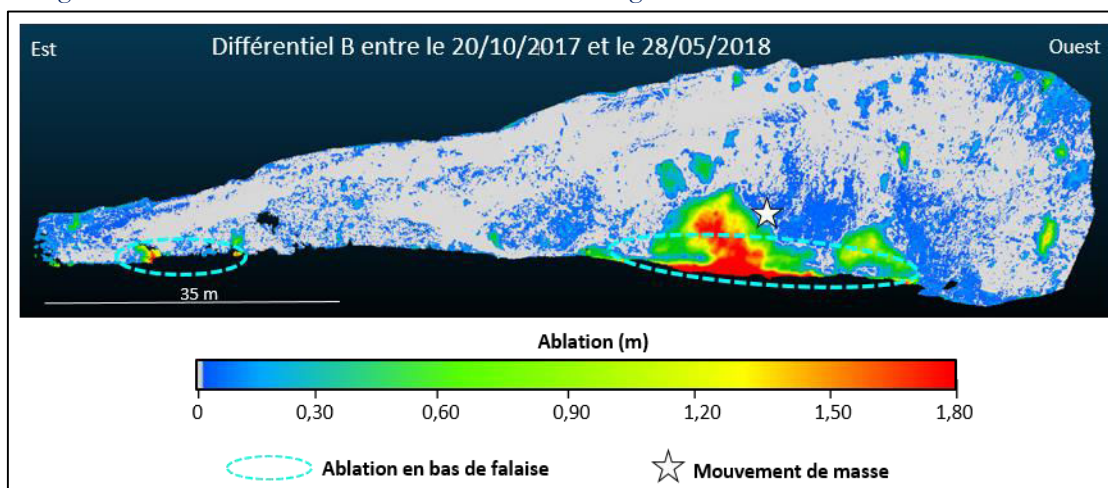 Est
Différentiel B entre le 20/10/2017 et le 28/05/2018
Ouest
35 m
Ablation (m)
0 0,30 0,60 0,90 1,20 1,50 1,80
Ablation en bas de falaise
Mouvement de masse